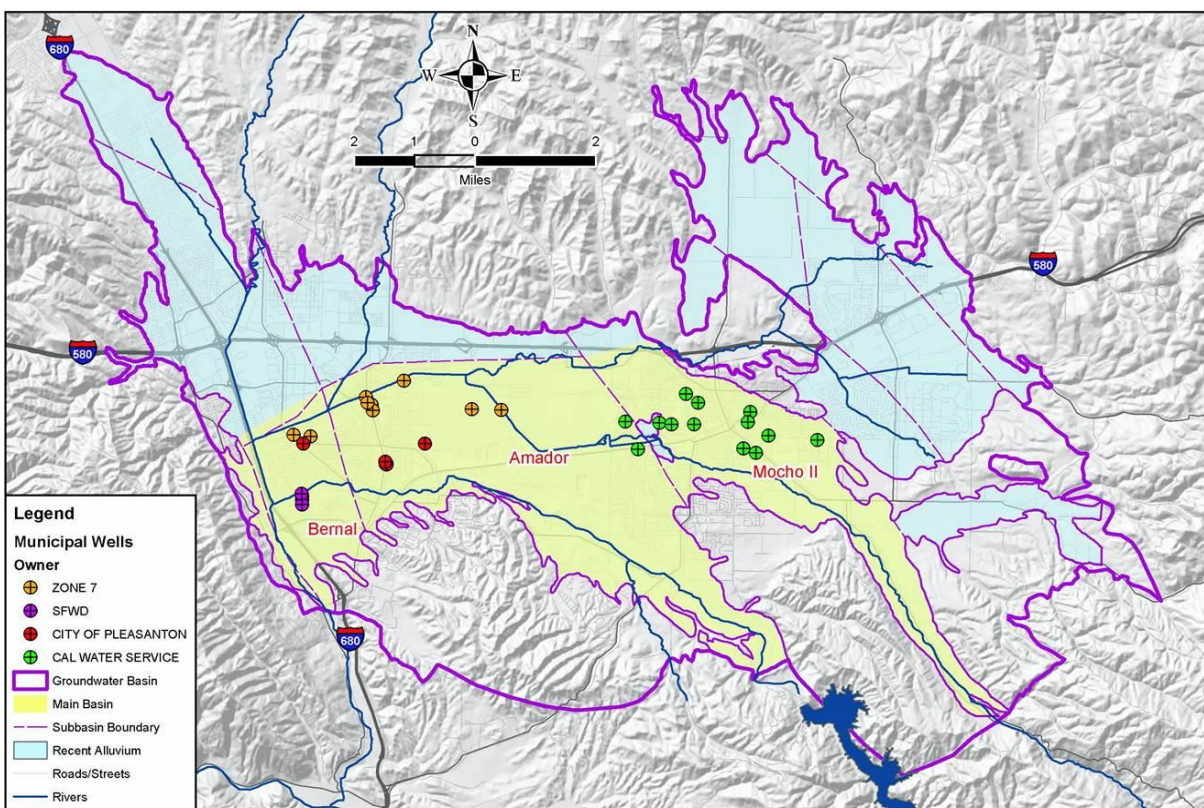 680
N
W E
S
2 1 0 2
Miles
580
580
Amador
Mocho II
Bernal
680
Legend
Municipal Wells
Owner
ZONE 7
SFWD
CITY OF PLEASANTON
CAL WATER SERVICE
Groundwater Basin
Main Basin
Subbasin Boundary
Recent Alluvium
Roads/Streets
Rivers